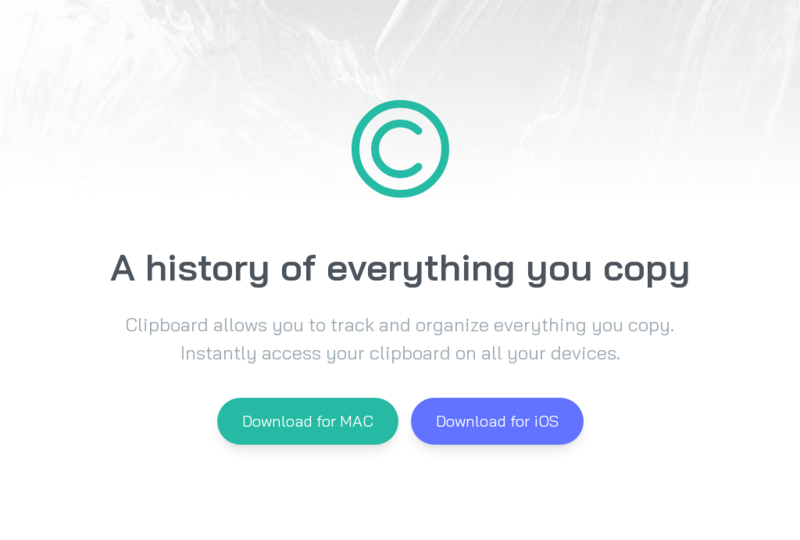 A history of everything you copy
Clipboard allows you to track and organize everything you copy.
Instantly access your clipboard on all your devices.
Download for MAC
Download for iOS